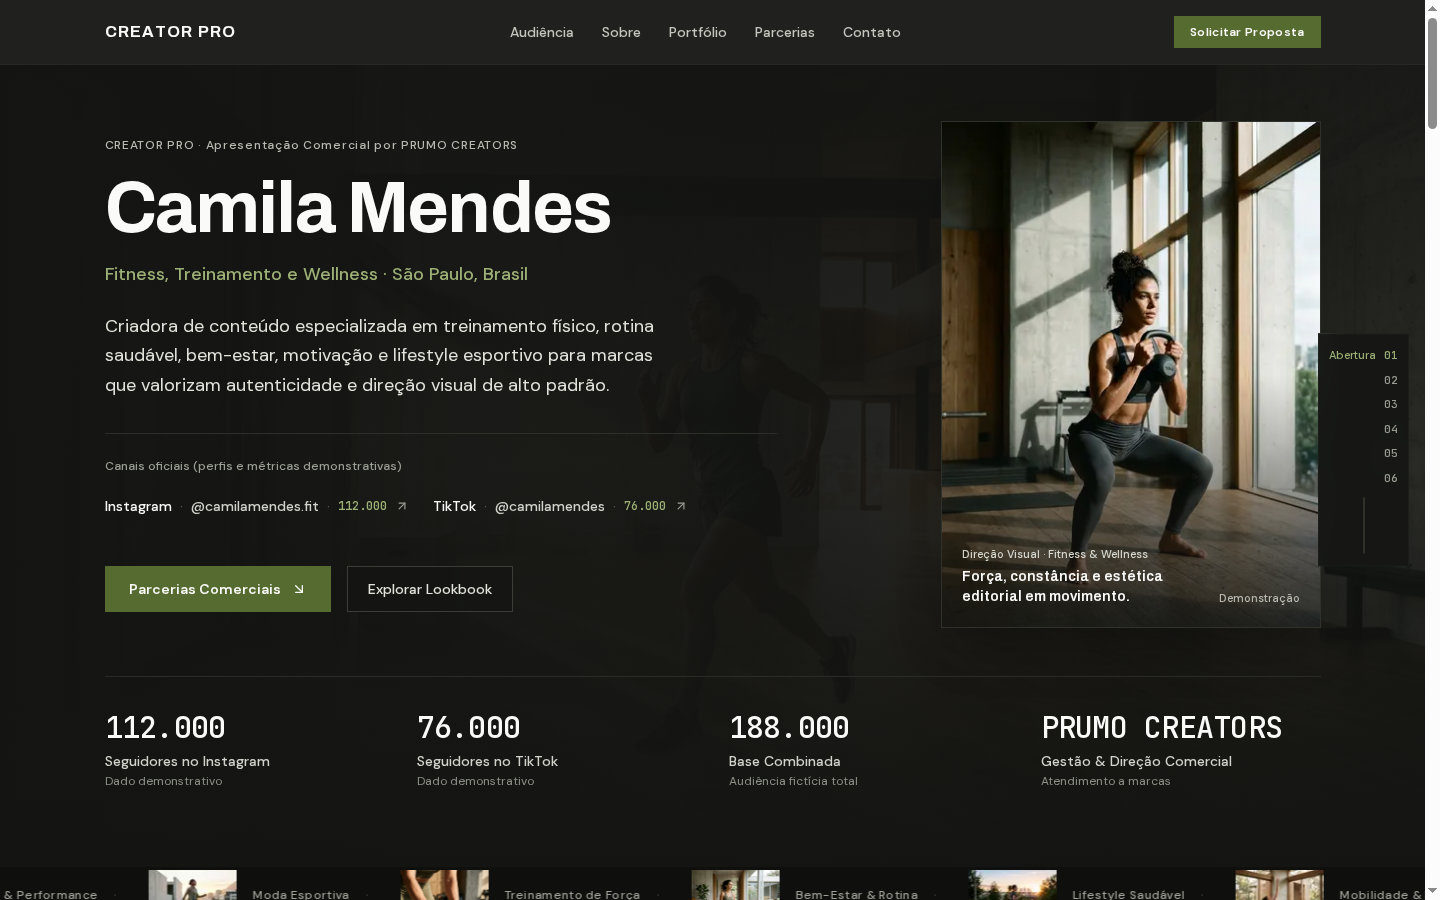 CREATOR PRO
Audiência
Sobre
Portfólio
Parcerias
Contato
Solicitar Proposta
CREATOR PRO · Apresentação Comercial por PRUMO CREATORS
Camila Mendes
Fitness, Treinamento e Wellness · São Paulo, Brasil
Criadora de conteúdo especializada em treinamento físico, rotina
saudável, bem-estar, motivação e lifestyle esportivo para marcas
que valorizam autenticidade e direção visual de alto padrão.
Canais oficiais (perfis e métricas demonstrativas)
Instagram · @camilamendes.fit · 112.000 ↗
TikTok · @camilamendes · 76.000 ↗
Parcerias Comerciais ↘
Explorar Lookbook
Direção Visual · Fitness & Wellness
Força, constância e estética
editorial em movimento.
Demonstração
Abertura 01
02
03
04
05
06
112.000
Seguidores no Instagram
Dado demonstrativo
76.000
Seguidores no TikTok
Dado demonstrativo
188.000
Base Combinada
Audiência fictícia total
PRUMO CREATORS
Gestão & Direção Comercial
Atendimento a marcas
& Performance · Moda Esportiva · Treinamento de Força · Bem-Estar & Rotina · Lifestyle Saudável · Mobilidade &